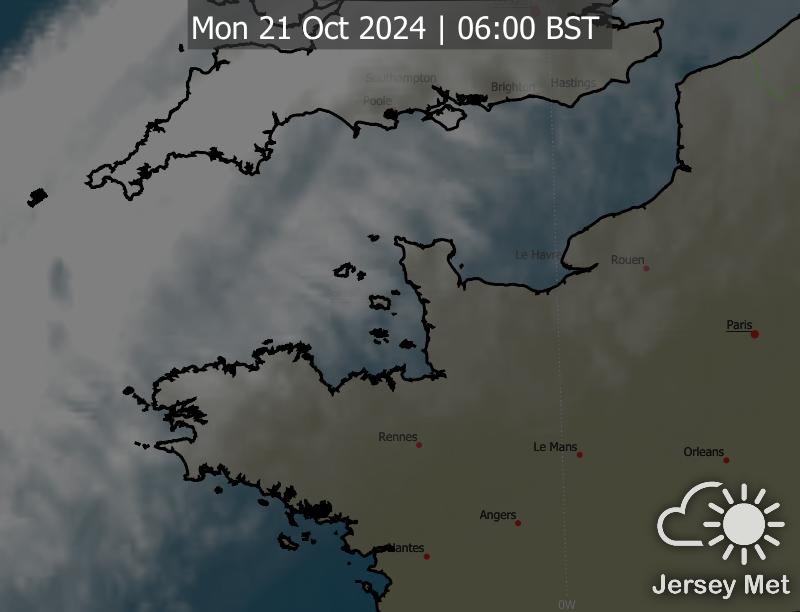 Mon 21 Oct 2024 | 06:00 BST
Southampton
Brighton
Hastings
Poole
Le Havre
Rouen
Paris
Rennes
Le Mans
Orleans
Angers
Nantes
0W
Jersey Met